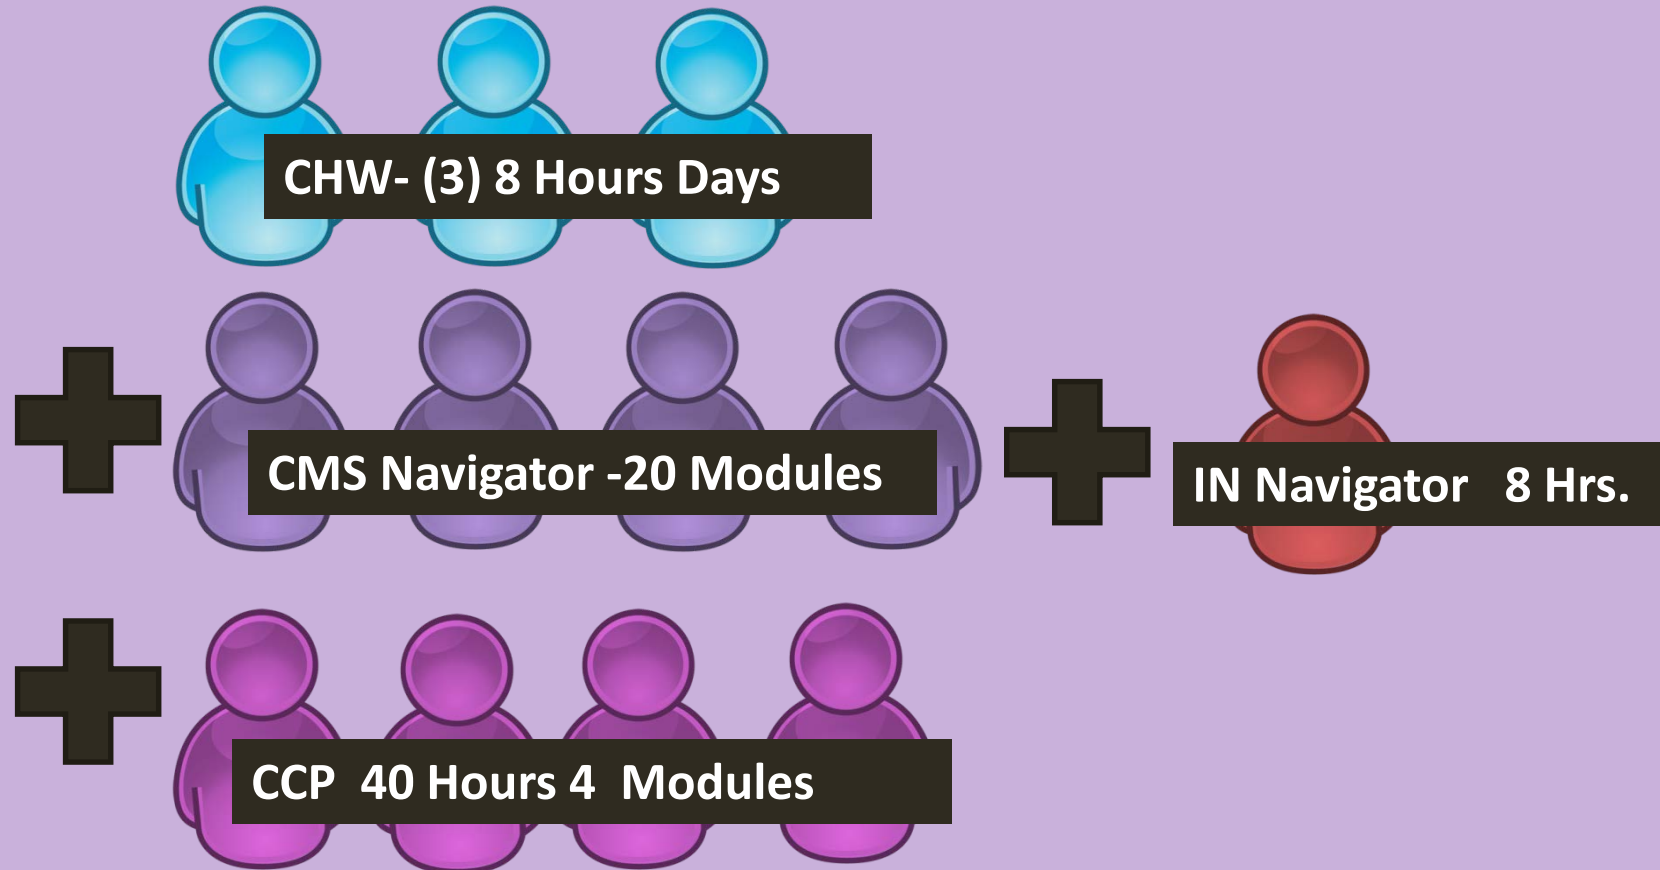 CHW- (3) 8 Hours Days
CMS Navigator -20 Modules
IN Navigator   8 Hrs.
CCP  40 Hours 4  Modules